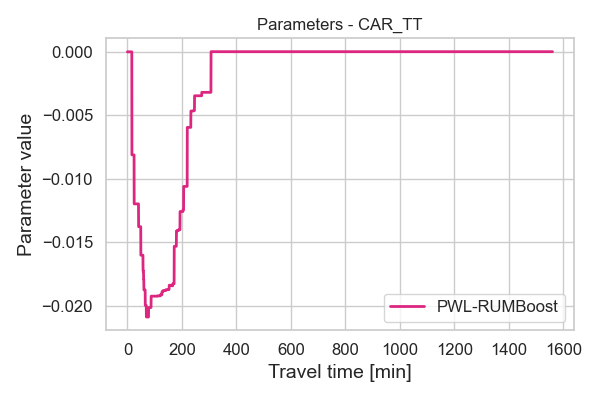 Parameters - CAR_TT
0.000
−0.005
−0.010
−0.015
−0.020
Parameter value
PWL-RUMBoost
0 200 400 600 800 1000 1200 1400 1600
Travel time [min]